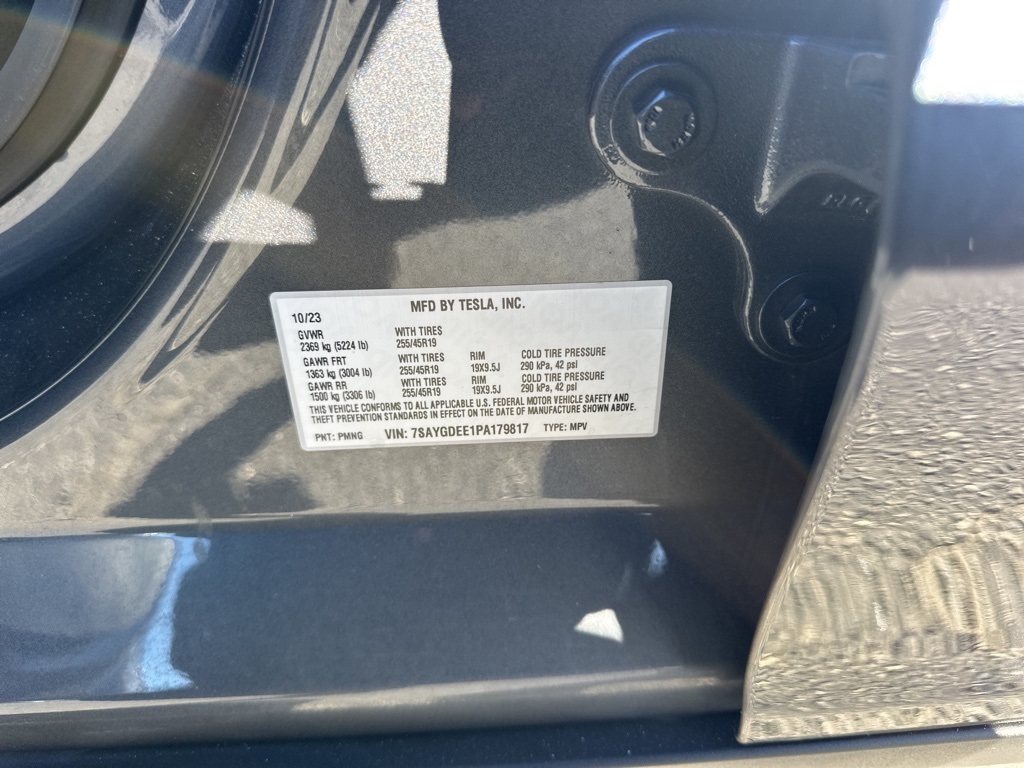 MFD BY TESLA, INC.
10/23
GVWR WITH TIRES
2369 kg (5224 lb) 255/45R19
GAWR FRT WITH TIRES RIM COLD TIRE PRESSURE
1363 kg (3004 lb) 255/45R19 19X9.5J 290 kPa, 42 psi
GAWR RR WITH TIRES RIM COLD TIRE PRESSURE
1500 kg (3306 lb) 255/45R19 19X9.5J 290 kPa, 42 psi
THIS VEHICLE CONFORMS TO ALL APPLICABLE U.S. FEDERAL MOTOR VEHICLE SAFETY AND
THEFT PREVENTION STANDARDS IN EFFECT ON THE DATE OF MANUFACTURE SHOWN ABOVE.
PNT: PMNG VIN: 7SAYGDEE1PA179817 TYPE: MPV